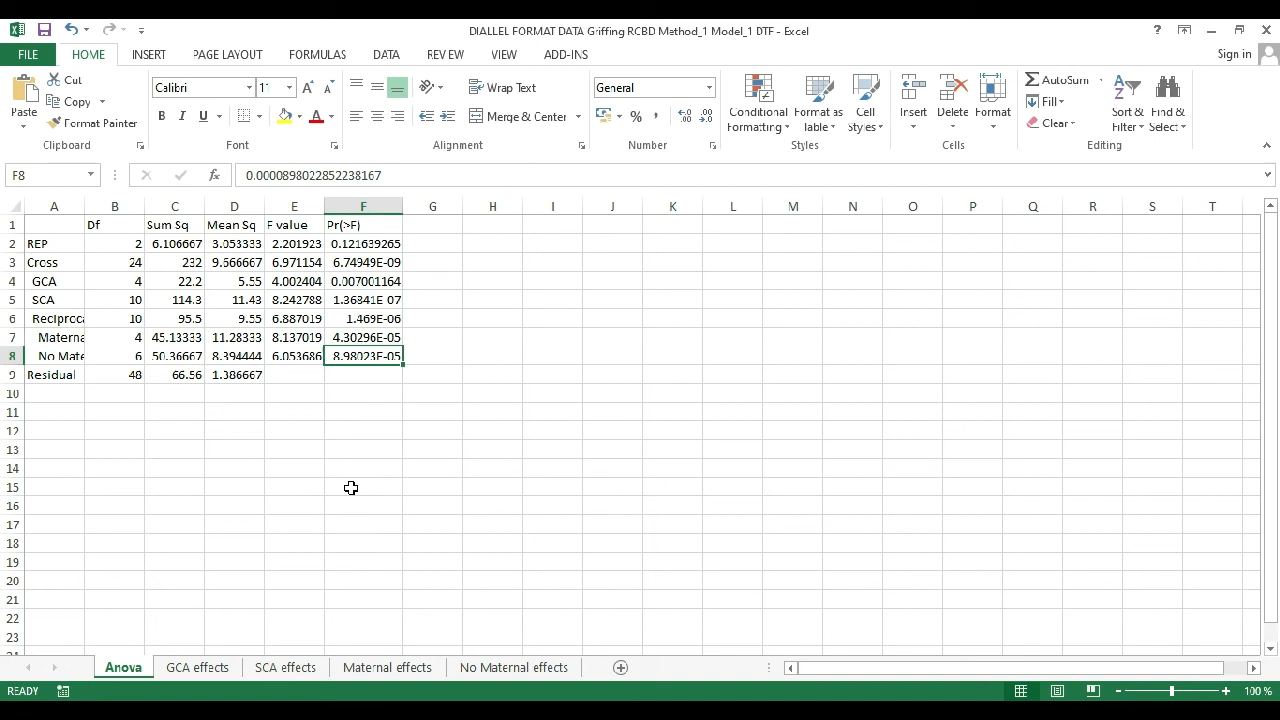 DIALLEL FORMAT DATA Griffing RCBD Method_1 Model_1 DTF - Excel
FILE HOME INSERT PAGE LAYOUT FORMULAS DATA REVIEW VIEW ADD-INS Sign in
Paste Cut Copy Format Painter
Clipboard
Calibri 11
B I U A
Font
Wrap Text
Merge & Center
Alignment
General
%
Number
Conditional Formatting Format as Table Cell Styles
Styles
Insert Delete Format
Cells
AutoSum Fill Clear Sort & Filter Find & Select
Editing
F8 fx 0.0000898022852238167
A B C D E F G H I J K L M N O P Q R S T
1 Df Sum Sq Mean Sq F value Pr(>F)
2 REP 2 6.106667 3.053333 2.201923 0.121639265
3 Cross 24 232 9.666667 6.971154 6.74949E-09
4 GCA 4 22.2 5.55 4.002404 0.007001164
5 SCA 10 114.3 11.43 8.242788 1.36841E-07
6 Reciproca 10 95.5 9.55 6.887019 1.469E-06
7 Materna 4 45.13333 11.28333 8.137019 4.30296E-05
8 No Mate 6 50.36667 8.394444 6.053686 8.98023E-05
9 Residual 48 66.56 1.386667
10
11
12
13
14
15
16
17
18
19
20
21
22
23
Anova GCA effects SCA effects Maternal effects No Maternal effects
READY 100 %